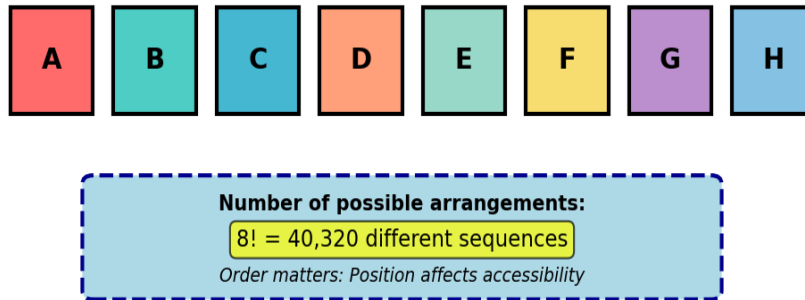 A B C D E F G H
Number of possible arrangements:
8! = 40,320 different sequences
Order matters: Position affects accessibility